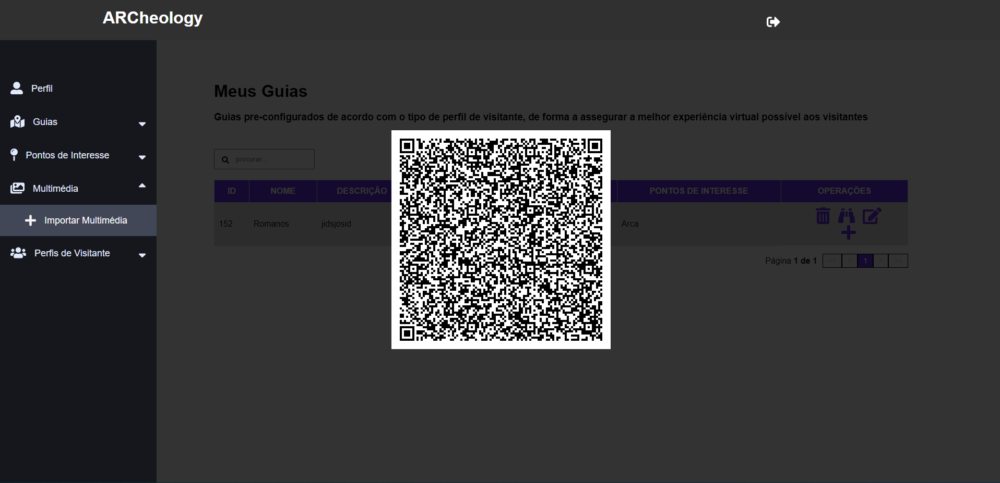 ARCheology
Perfil
Guias
Pontos de Interesse
Multimédia
Importar Multimédia
Perfis de Visitante
Meus Guias
Guias pre-configurados de acordo com o tipo de perfil de visitante, de forma a assegurar a melhor experiência virtual possível aos visitantes
procurar...
ID NOME DESCRIÇÃO PONTOS DE INTERESSE OPERAÇÕES
152 Romanos jidsjosid Arca
Página 1 de 1 << < 1 > >>